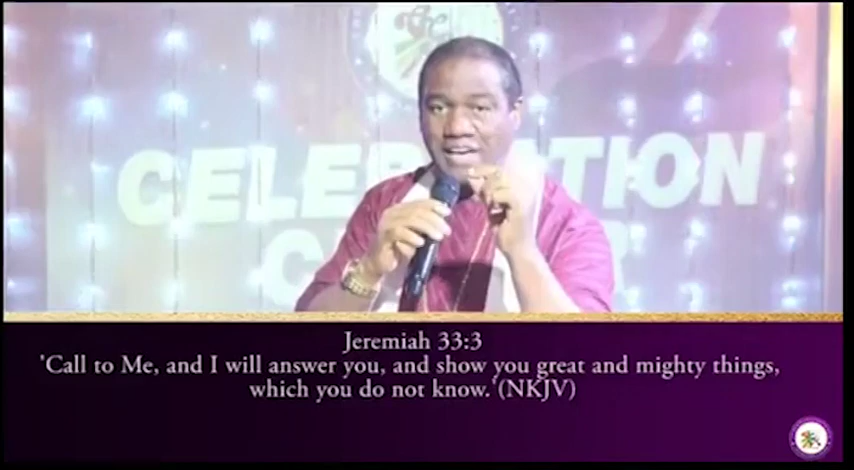 CELEBRATION
Jeremiah 33:3
'Call to Me, and I will answer you, and show you great and mighty things,
which you do not know.'(NKJV)